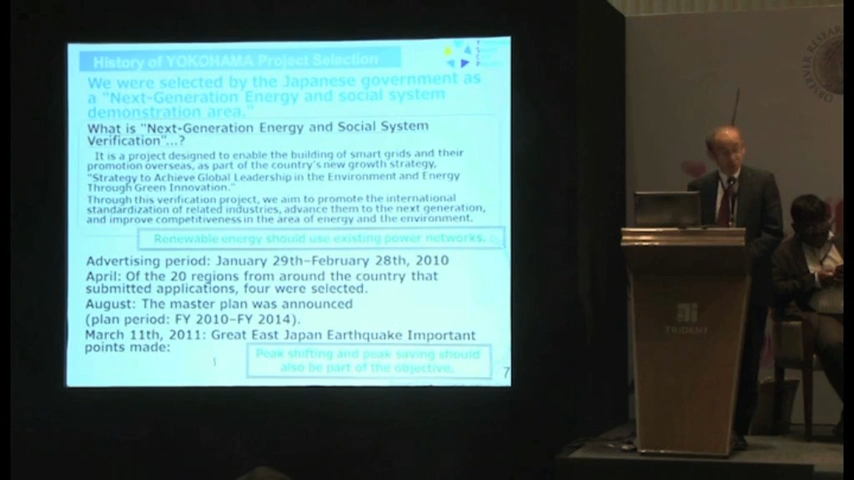 History of YOKOHAMA Project Selection
We were selected by the Japanese government as
a "Next-Generation Energy and social system
demonstration area."
What is "Next-Generation Energy and Social System
Verification"...?
It is a project designed to enable the building of smart grids and their
promotion overseas, as part of the country's new growth strategy,
"Strategy to Achieve Global Leadership in the Environment and Energy
Through Green Innovation."
Through this verification project, we aim to promote the international
standardization of related industries, advance them to the next generation,
and improve competitiveness in the area of energy and the environment.
Renewable energy should use existing power networks.
Advertising period: January 29th–February 28th, 2010
April: Of the 20 regions from around the country that
submitted applications, four were selected.
August: The master plan was announced
(plan period: FY 2010–FY 2014).
March 11th, 2011: Great East Japan Earthquake Important
points made:
Peak shifting and peak saving should
also be part of the objective.
7
TRIDENT
OBSERVER RESEAR